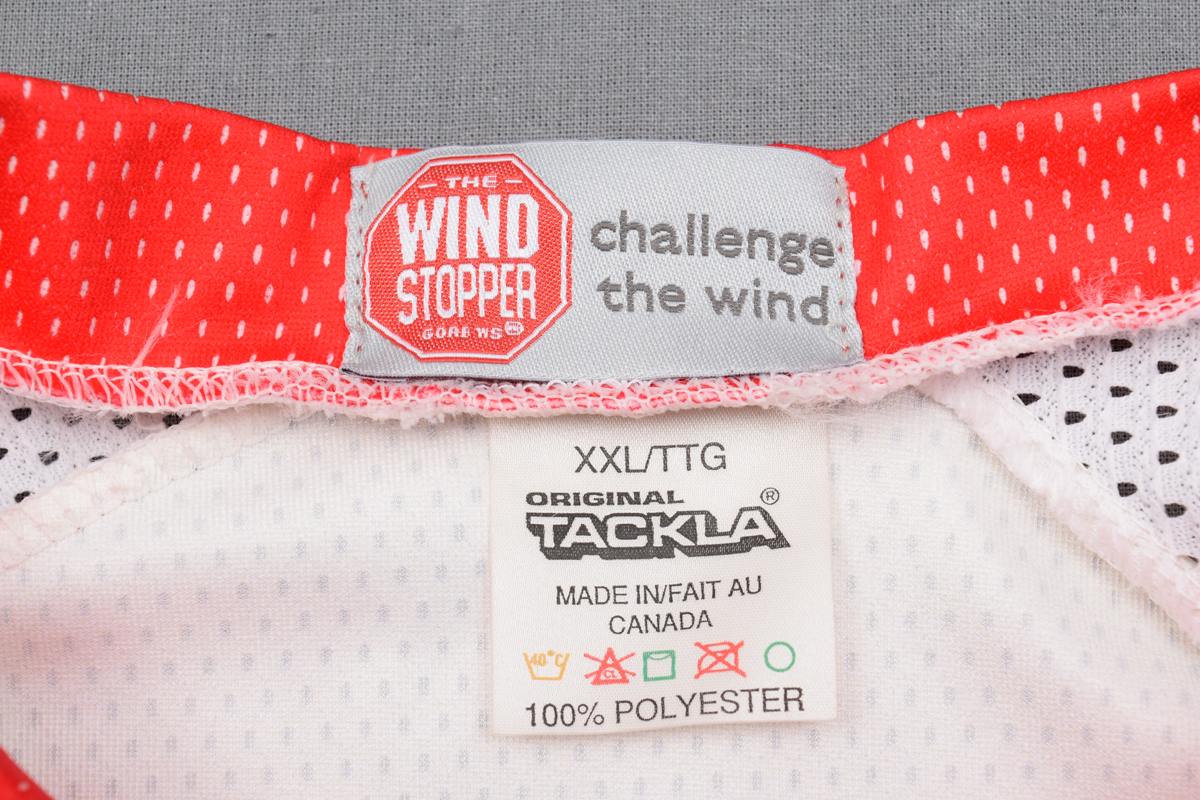 THE
WIND
STOPPER
GORE WS
challenge
the wind
XXL/TTG
ORIGINAL
TACKLA®
MADE IN/FAIT AU
CANADA
40°C CL
100% POLYESTER